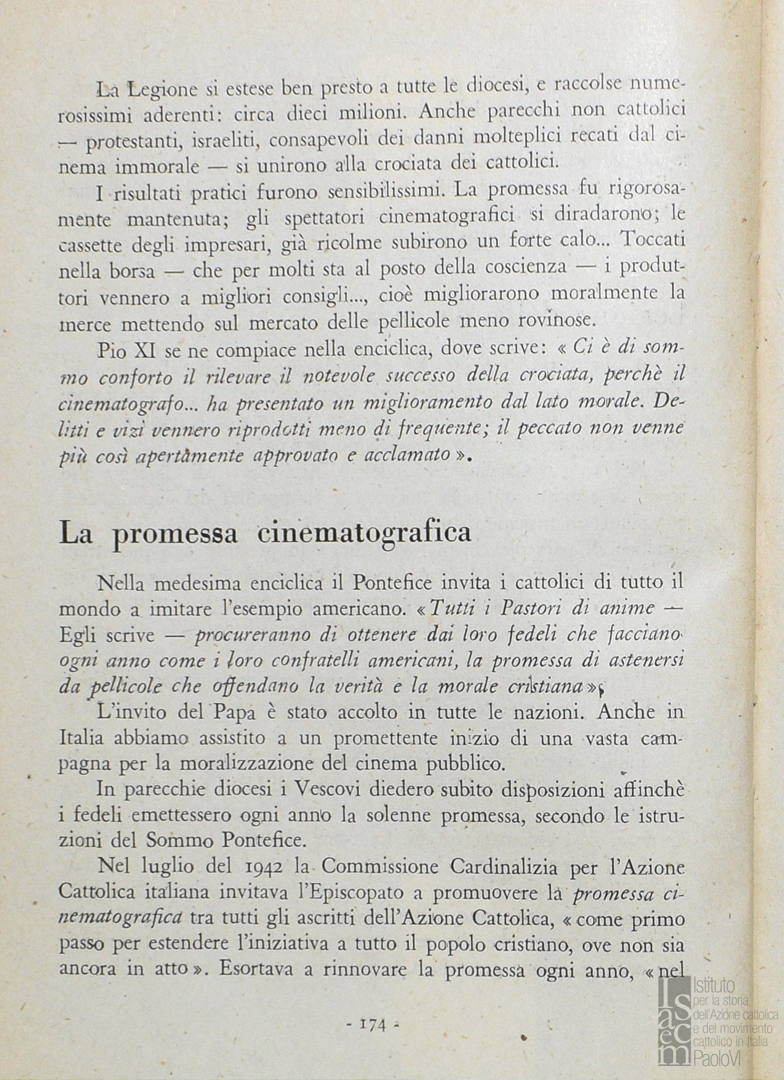 La Legione si estese ben presto a tutte le diocesi, e raccolse nume-
rosissimi aderenti: circa dieci milioni. Anche parecchi non cattolici
— protestanti, israeliti, consapevoli dei danni molteplici recati dal ci-
nema immorale — si unirono alla crociata dei cattolici.
I risultati pratici furono sensibilissimi. La promessa fu rigorosa-
mente mantenuta; gli spettatori cinematografici si diradarono; le
cassette degli impresari, già ricolme subirono un forte calo... Toccati
nella borsa — che per molti sta al posto della coscienza — i produt-
tori vennero a migliori consigli..., cioè migliorarono moralmente la
merce mettendo sul mercato delle pellicole meno rovinose.
Pio XI se ne compiace nella enciclica, dove scrive: « Ci è di som-
mo conforto il rilevare il notevole successo della crociata, perchè il
cinematografo... ha presentato un miglioramento dal lato morale. De-
litti e vizi vennero riprodotti meno di frequente; il peccato non venne
più così apertamente approvato e acclamato ».
La promessa cinematografica
Nella medesima enciclica il Pontefice invita i cattolici di tutto il
mondo a imitare l'esempio americano. « Tutti i Pastori di anime —
Egli scrive — procureranno di ottenere dai loro fedeli che facciano
ogni anno come i loro confratelli americani, la promessa di astenersi
da pellicole che offendano la verità e la morale cristiana »;
L'invito del Papa è stato accolto in tutte le nazioni. Anche in
Italia abbiamo assistito a un promettente inizio di una vasta cam-
pagna per la moralizzazione del cinema pubblico.
In parecchie diocesi i Vescovi diedero subito disposizioni affinchè
i fedeli emettessero ogni anno la solenne promessa, secondo le istru-
zioni del Sommo Pontefice.
Nel luglio del 1942 la Commissione Cardinalizia per l'Azione
Cattolica italiana invitava l'Episcopato a promuovere la promessa ci-
nematografica tra tutti gli ascritti dell'Azione Cattolica, « come primo
passo per estendere l'iniziativa a tutto il popolo cristiano, ove non sia
ancora in atto ». Esortava a rinnovare la promessa ogni anno, « nel
- 174 -
Isacem
Istituto
per la storia
dell'Azione cattolica
e del movimento
cattolico in Italia
PaoloVI